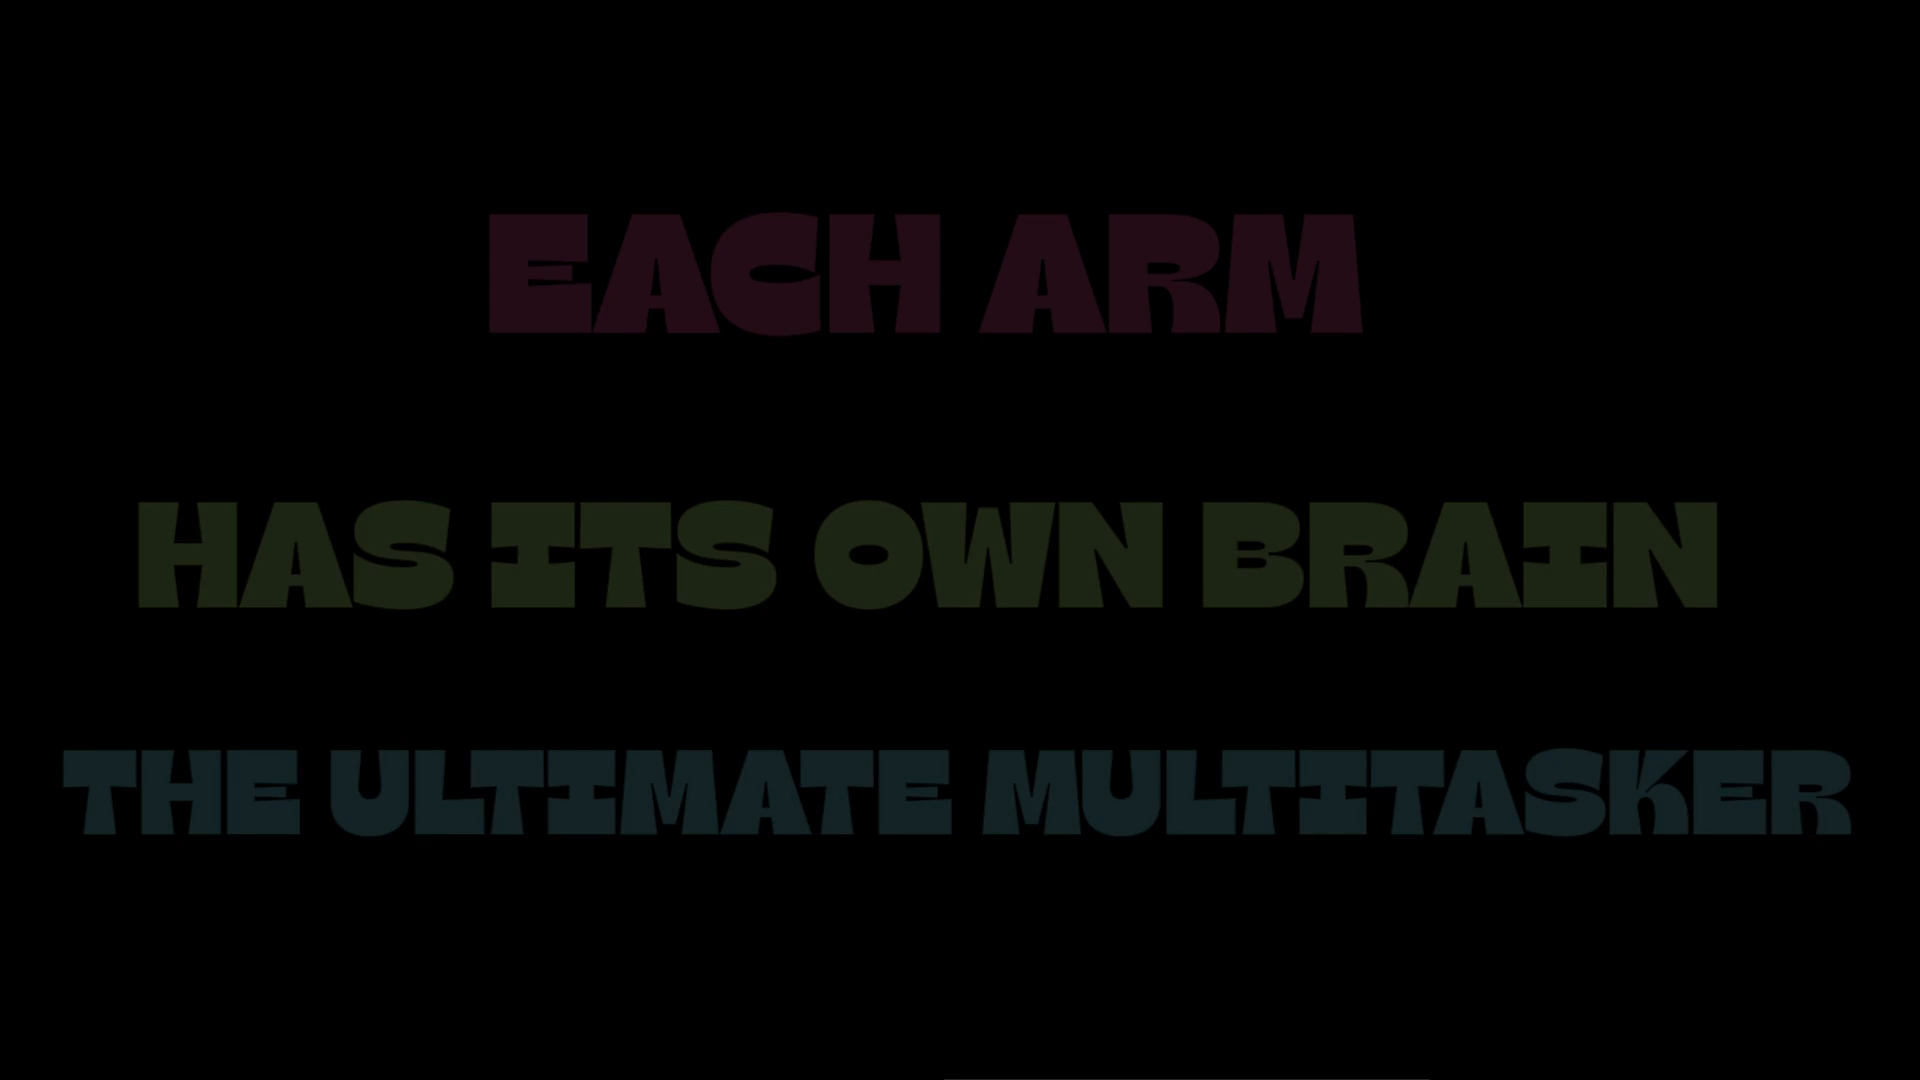 EACH ARM
HAS ITS OWN BRAIN
THE ULTIMATE MULTITASKER